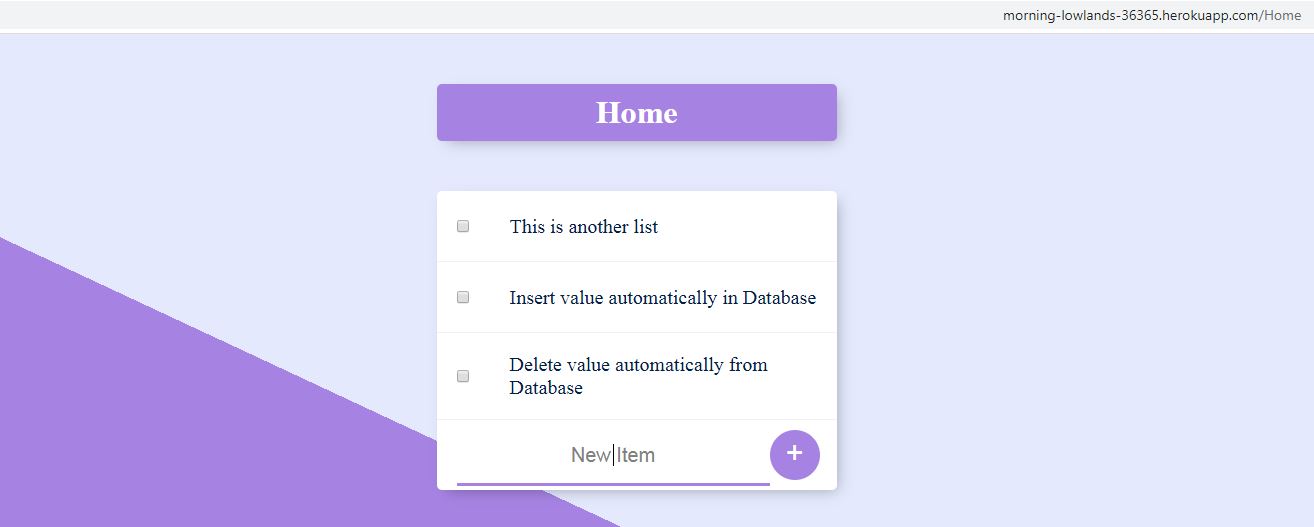 morning-lowlands-36365.herokuapp.com/Home
Home
This is another list
Insert value automatically in Database
Delete value automatically from
Database
New Item
+